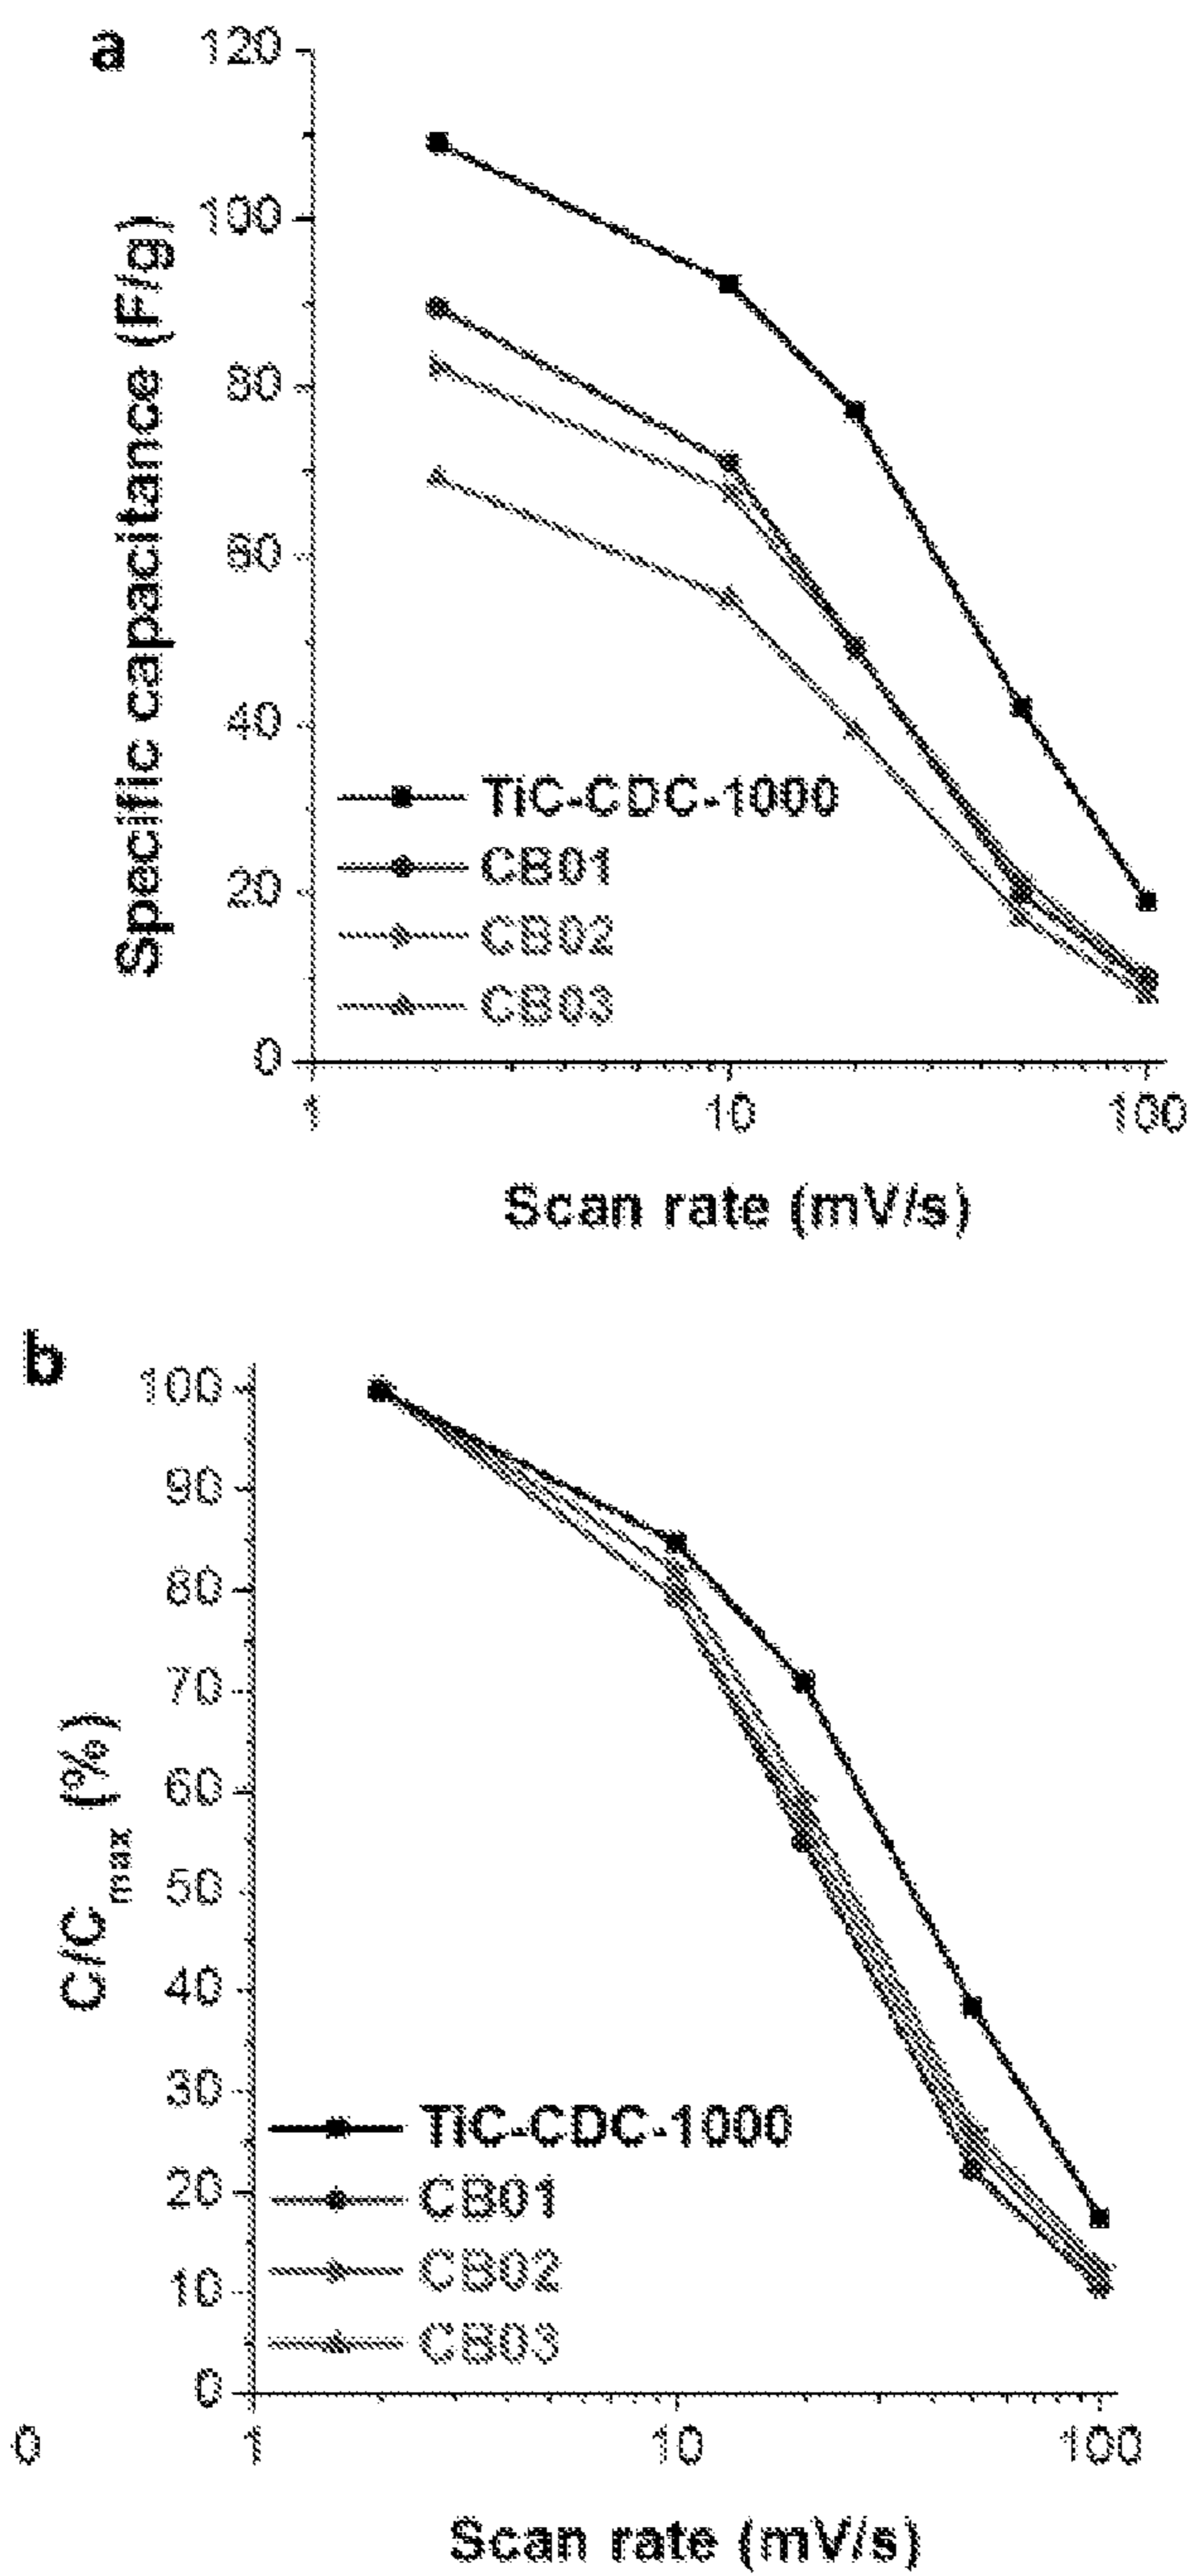 a
120
100
80
60
40
20
0
Specific capacitance (F/g)
TiC-CDC-1000
CB01
CB02
CB03
1 10 100
Scan rate (mV/s)
b
100
90
80
70
60
50
40
30
20
10
0
C/Cmax (%)
TiC-CDC-1000
CB01
CB02
CB03
0 1 10 100
Scan rate (mV/s)